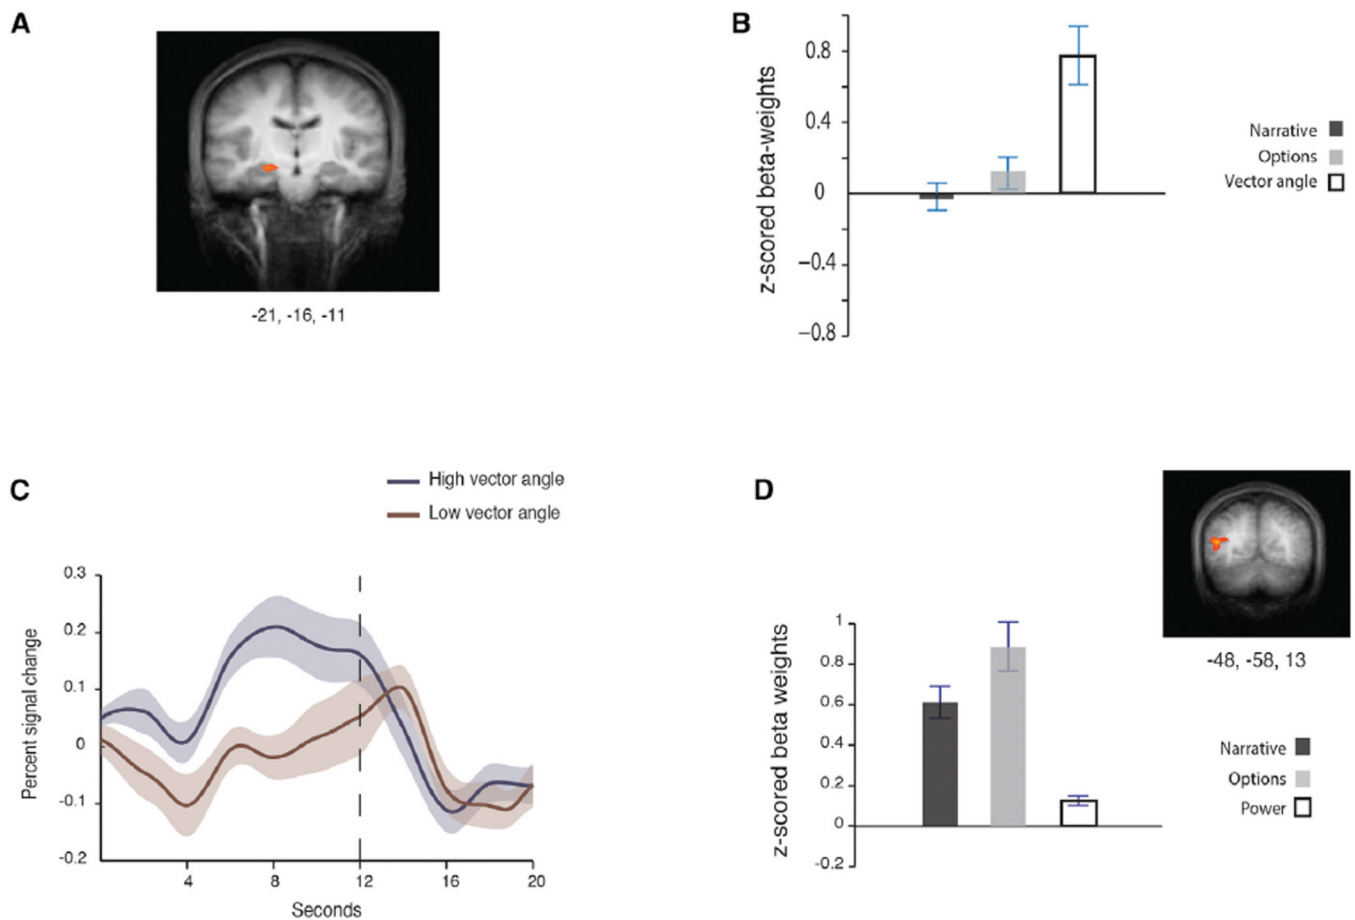 A
-21, -16, -11
B
z-scored beta-weights
0.8
0.4
0
−0.4
−0.8
Narrative
Options
Vector angle
C
High vector angle
Low vector angle
Percent signal change
0.3
0.2
0.1
0
-0.1
-0.2
4 8 12 16 20
Seconds
D
-48, -58, 13
z-scored beta weights
1
0.8
0.6
0.4
0.2
0
-0.2
Narrative
Options
Power